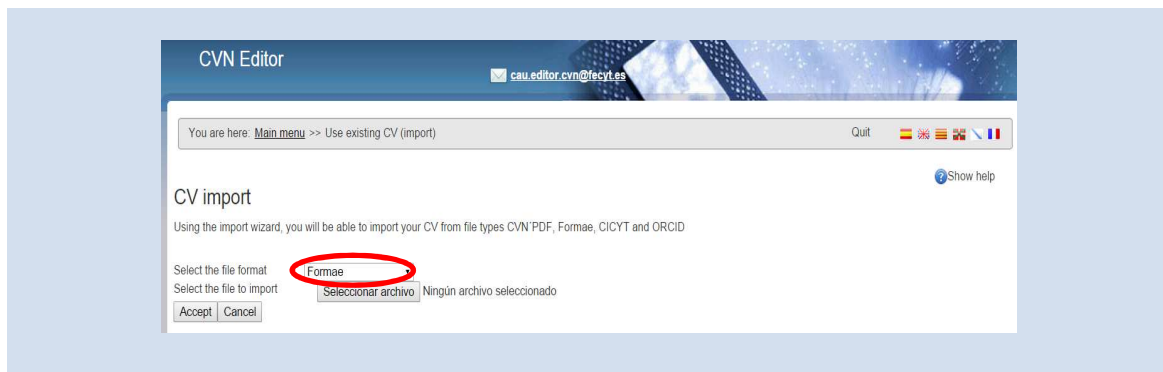 CVN Editor
cau.editor.cvn@fecyt.es
You are here: Main menu >> Use existing CV (import) Quit
Show help
CV import
Using the import wizard, you will be able to import your CV from file types CVN`PDF, Formae, CICYT and ORCID
Select the file format Formae
Select the file to import Seleccionar archivo Ningún archivo seleccionado
Accept Cancel